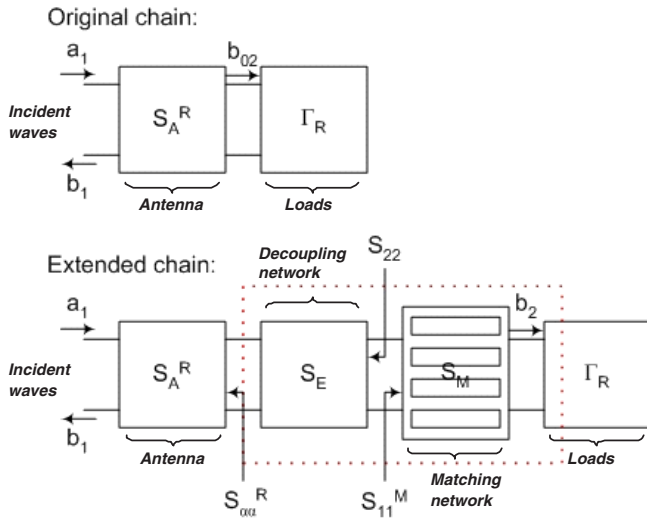 Original chain:
a1
b02
Incident
waves
SAR
ΓR
b1
Antenna
Loads
Decoupling
network
S22
Extended chain:
a1
b2
Incident
waves
SAR
SE
SM
ΓR
b1
Antenna
Loads
Matching
network
SααR
S11M